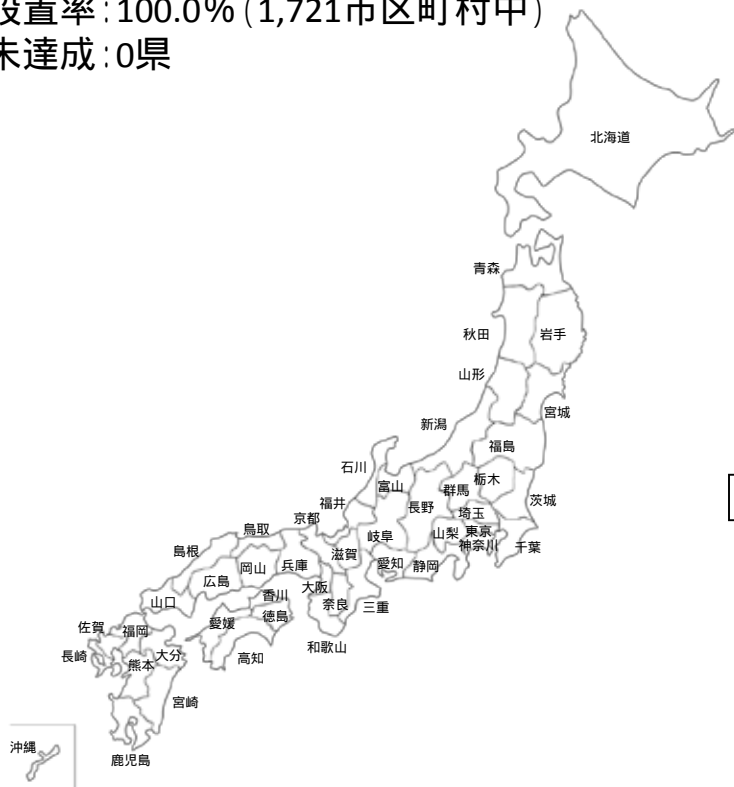 設置率:100.0%(1,721市区町村中)
未達成:0県
北海道
青森
秋田
岩手
山形
宮城
新潟
福島
石川
富山
群馬
栃木
茨城
福井
長野
埼玉
京都
岐阜
山梨
東京
鳥取
神奈川
千葉
島根
滋賀
愛知
静岡
兵庫
岡山
広島
大阪
香川
奈良
三重
山口
愛媛
徳島
和歌山
佐賀
福岡
長崎
大分
高知
熊本
宮崎
沖縄
鹿児島